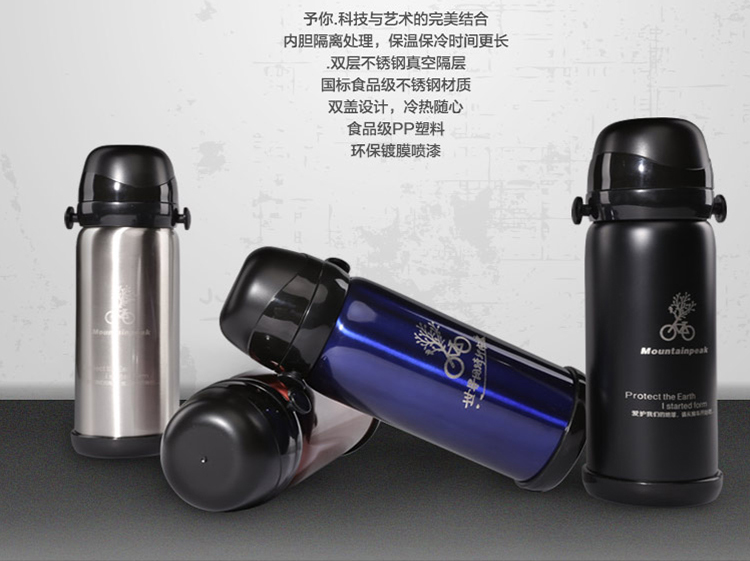 予你.科技与艺术的完美结合
内胆隔离处理，保温保冷时间更长
.双层不锈钢真空隔层
国标食品级不锈钢材质
双盖设计，冷热随心
食品级PP塑料
环保镀膜喷漆
Mountainpeak
Mountainpeak
Protect the Earth
I started form